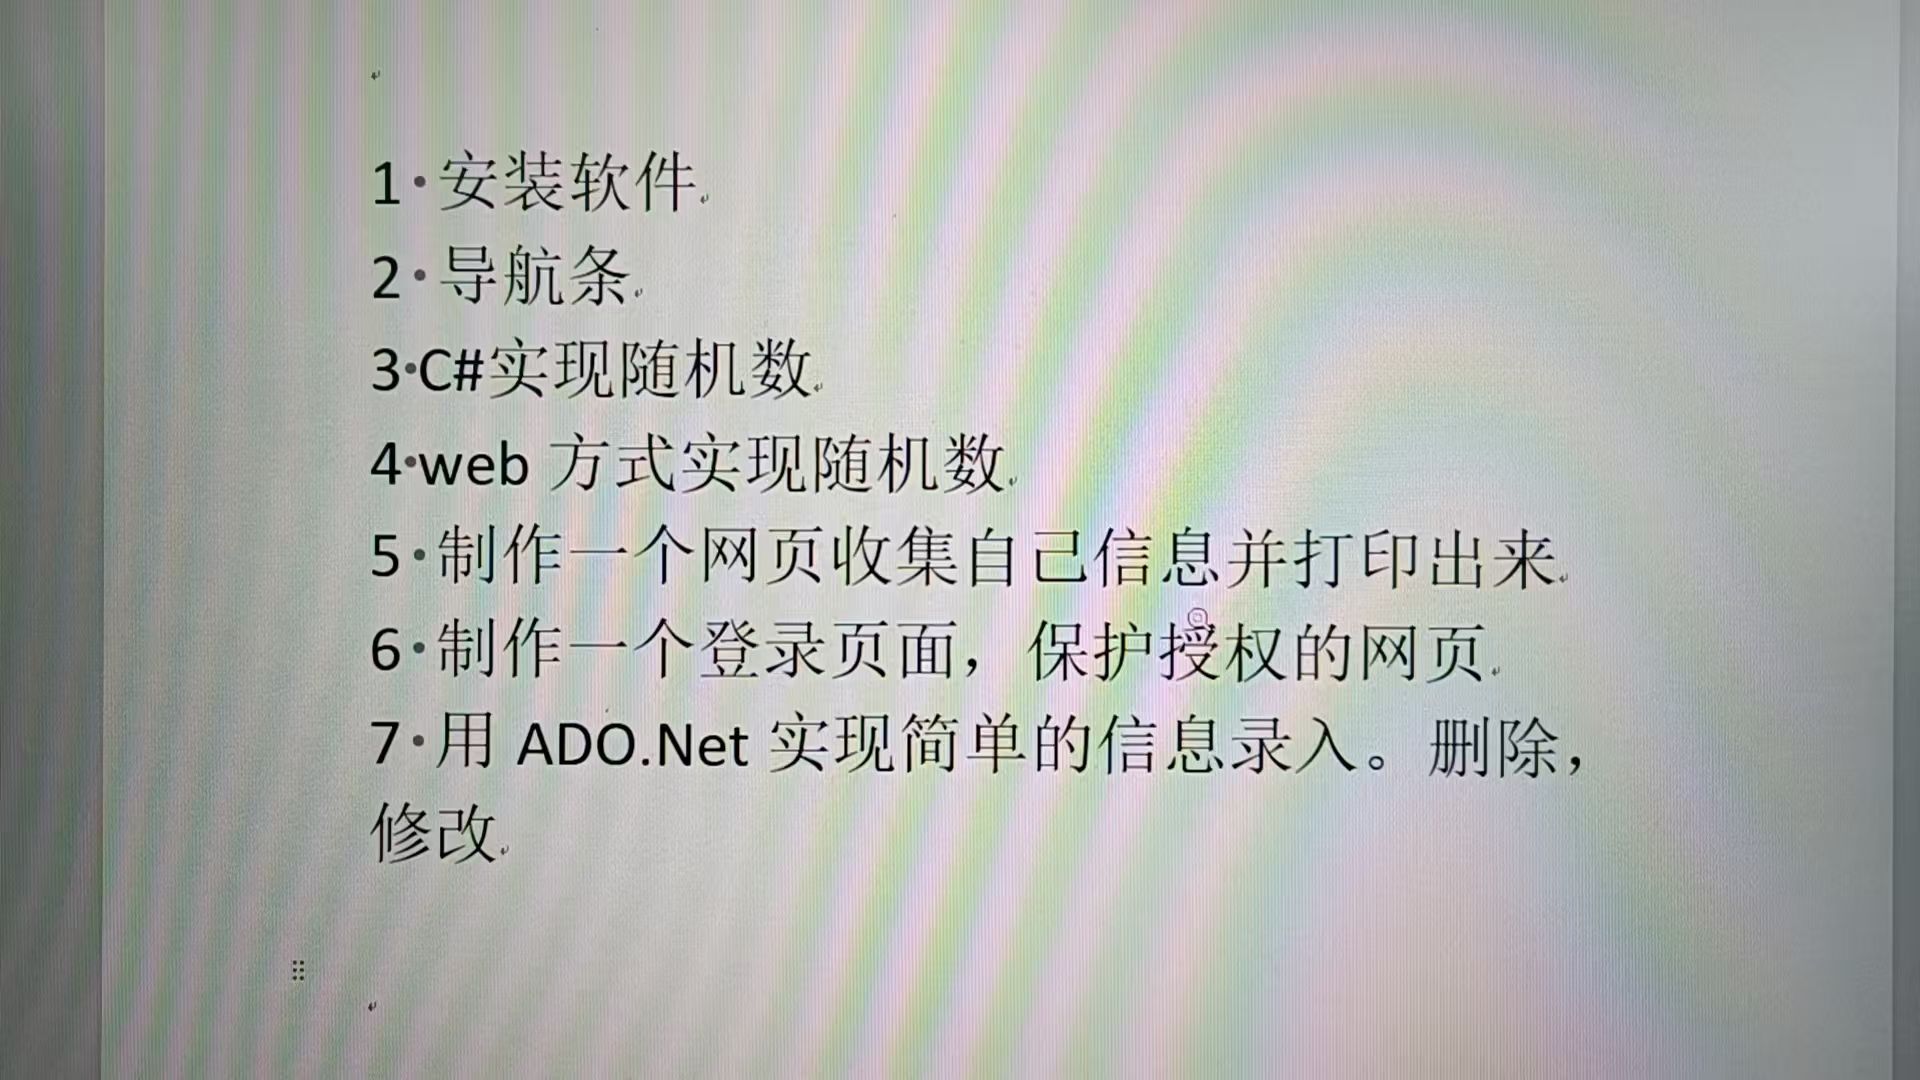 1·安装软件
2·导航条
3·C#实现随机数
4·web 方式实现随机数
5·制作一个网页收集自己信息并打印出来
6·制作一个登录页面，保护授权的网页
7·用 ADO.Net 实现简单的信息录入。删除，
修改